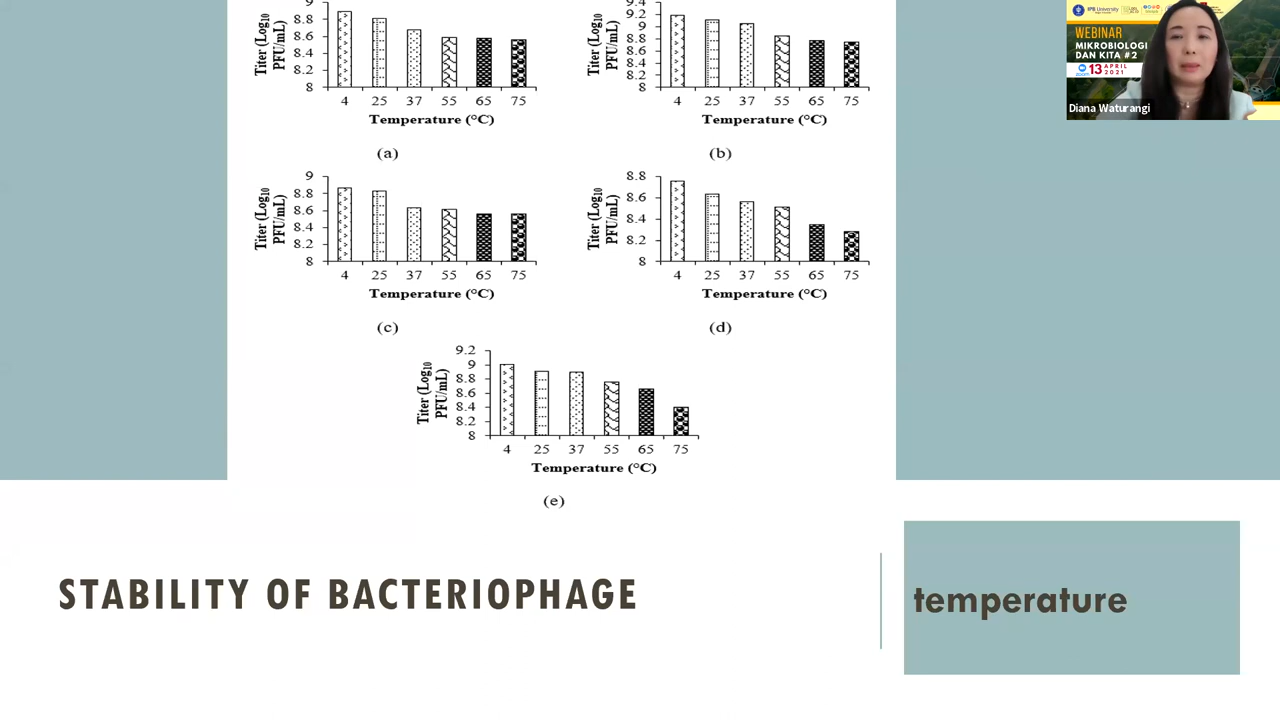 9
8.8
8.6
8.4
8.2
8
Titer (Log10
PFU/mL)
4 25 37 55 65 75
Temperature (°C)
(a)
9.4
9.2
9
8.8
8.6
8.4
8.2
8
Titer (Log10
PFU/mL)
4 25 37 55 65 75
Temperature (°C)
(b)
9
8.8
8.6
8.4
8.2
8
Titer (Log10
PFU/mL)
4 25 37 55 65 75
Temperature (°C)
(c)
8.8
8.6
8.4
8.2
8
Titer (Log10
PFU/mL)
4 25 37 55 65 75
Temperature (°C)
(d)
9.2
9
8.8
8.6
8.4
8.2
8
Titer (Log10
PFU/mL)
4 25 37 55 65 75
Temperature (°C)
(e)
STABILITY OF BACTERIOPHAGE
temperature
IPB University
WEBINAR
MIKROBIOLOGI
DAN KITA #2
zoom 13 APRIL
2021
Diana Waturangi